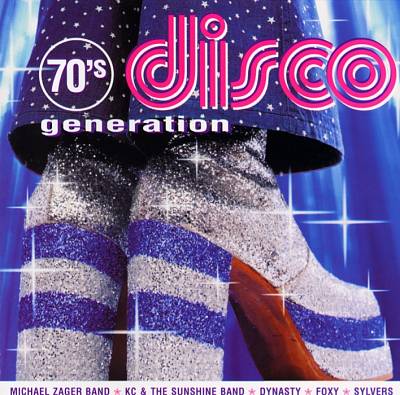 70's disco
generation
MICHAEL ZAGER BAND ★ KC & THE SUNSHINE BAND ★ DYNASTY ★ FOXY ★ SYLVERS